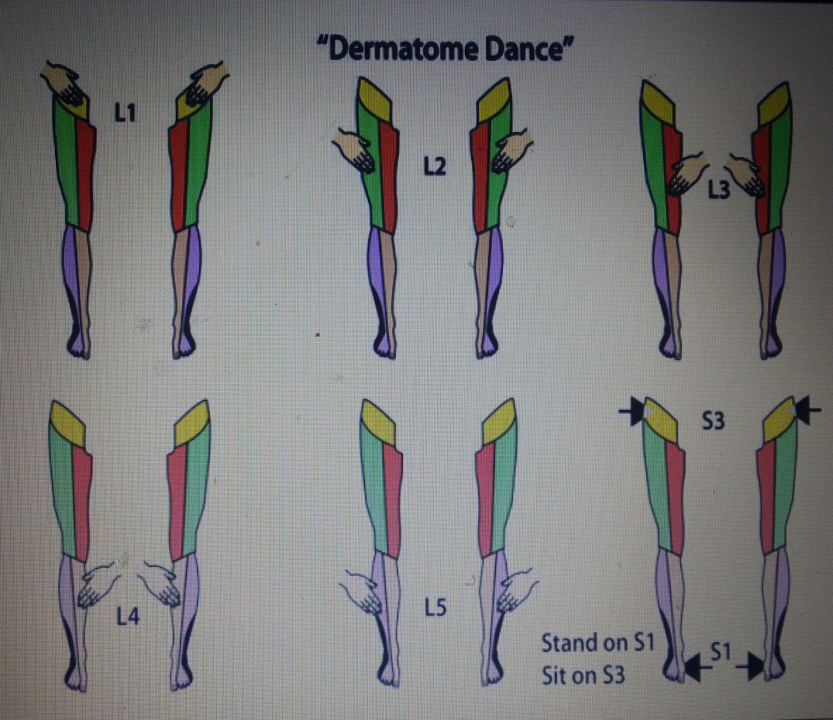 “Dermatome Dance”
L1
L2
L3
L4
L5
S3
Stand on S1
Sit on S3
S1